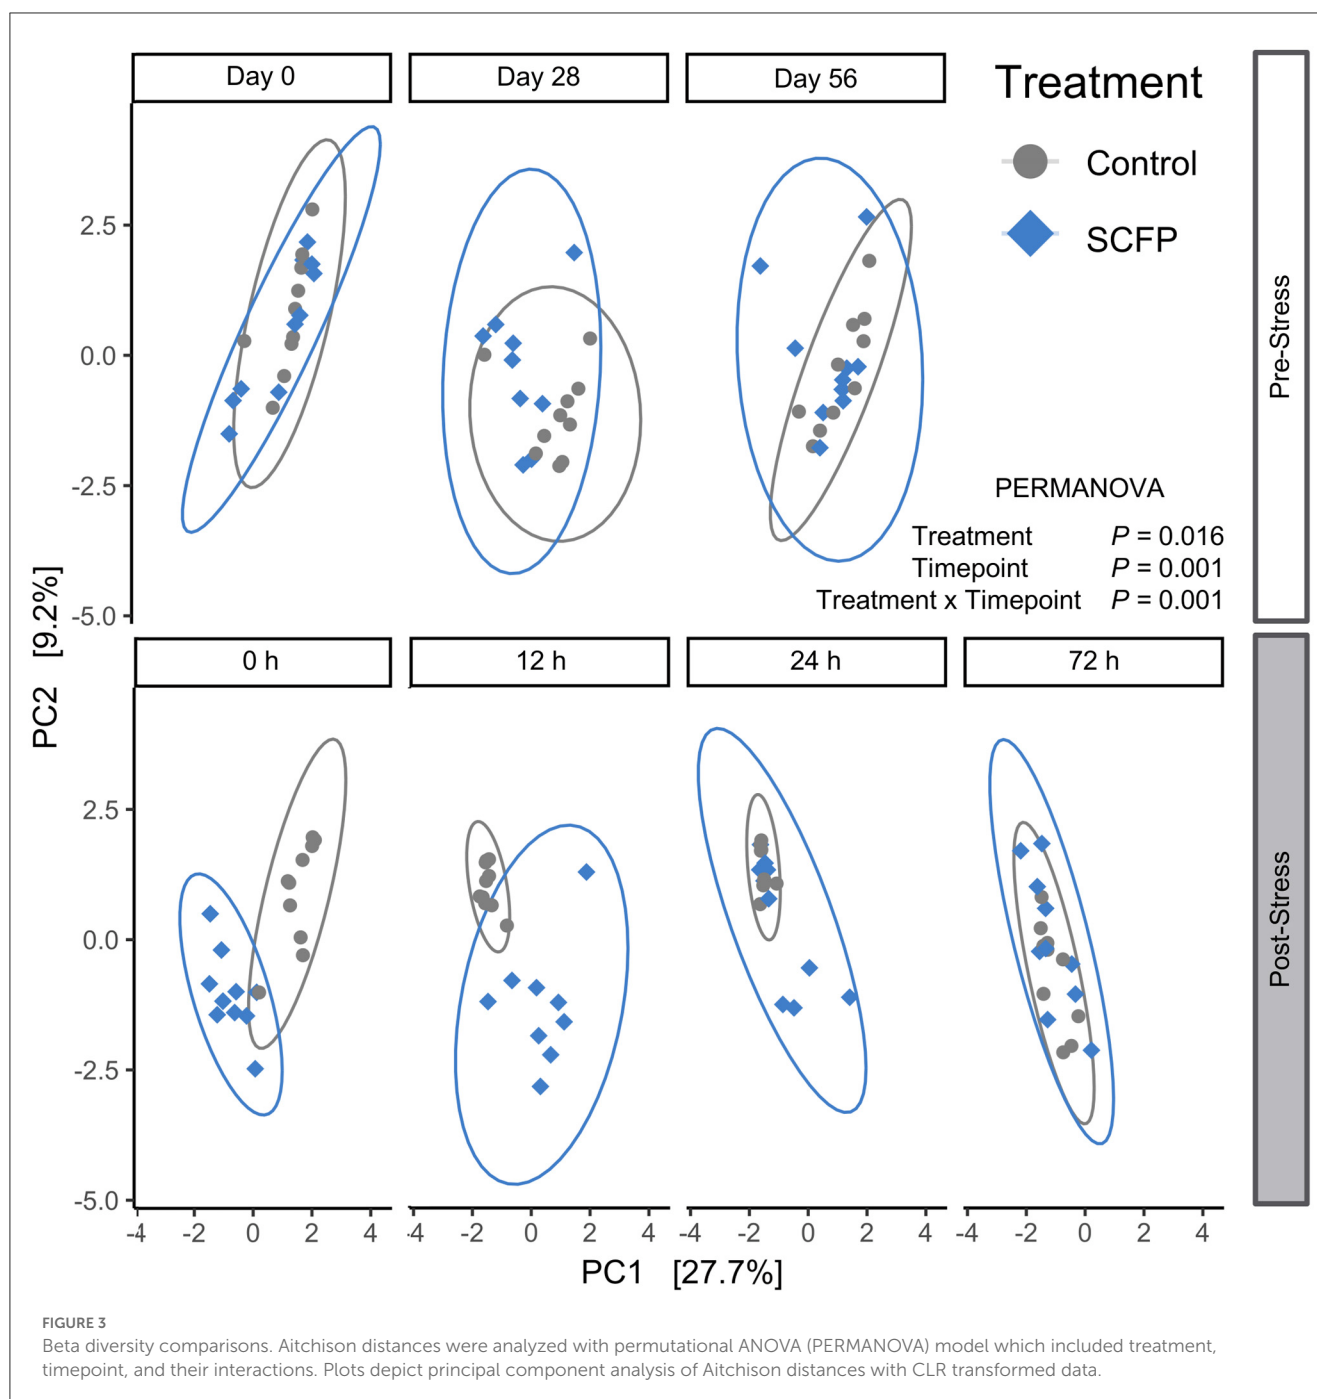 Day 0
Day 28
Day 56
Treatment
Control
SCFP
Pre-Stress
2.5
0.0
-2.5
-5.0
PERMANOVA
Treatment P = 0.016
Timepoint P = 0.001
Treatment x Timepoint P = 0.001
PC2 [9.2%]
0 h
12 h
24 h
72 h
Post-Stress
2.5
0.0
-2.5
-5.0
-4 -2 0 2 4
-4 -2 0 2 4
-4 -2 0 2 4
-4 -2 0 2 4
PC1 [27.7%]
FIGURE 3
Beta diversity comparisons. Aitchison distances were analyzed with permutational ANOVA (PERMANOVA) model which included treatment,
timepoint, and their interactions. Plots depict principal component analysis of Aitchison distances with CLR transformed data.